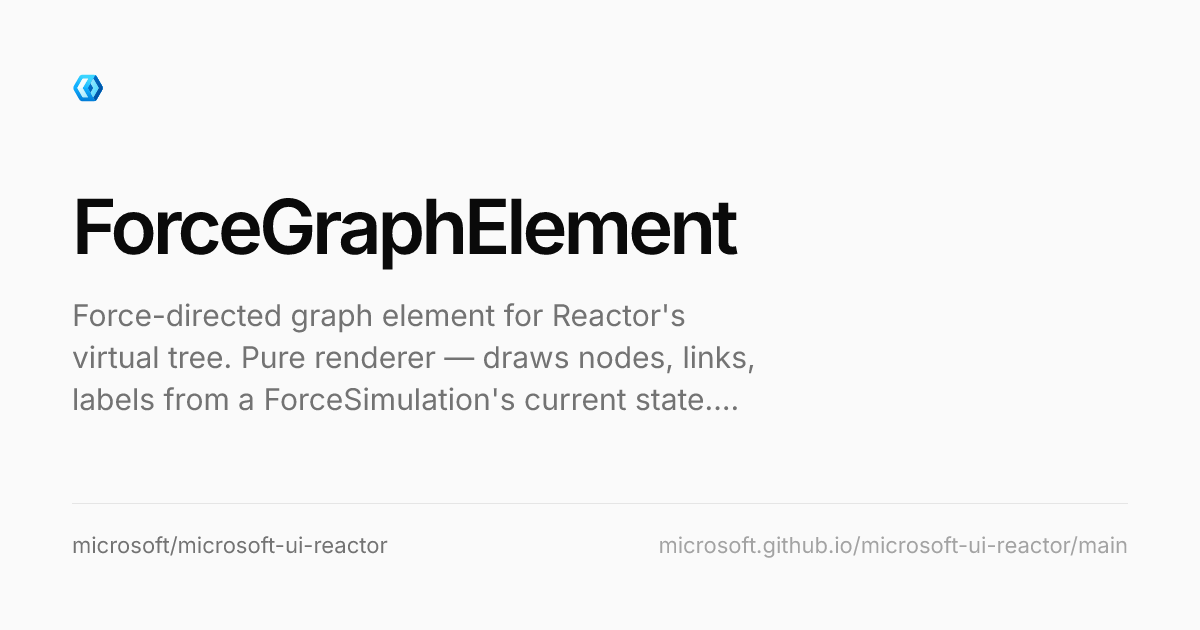 ForceGraphElement
Force-directed graph element for Reactor's
virtual tree. Pure renderer — draws nodes, links,
labels from a ForceSimulation's current state....
microsoft/microsoft-ui-reactor
microsoft.github.io/microsoft-ui-reactor/main